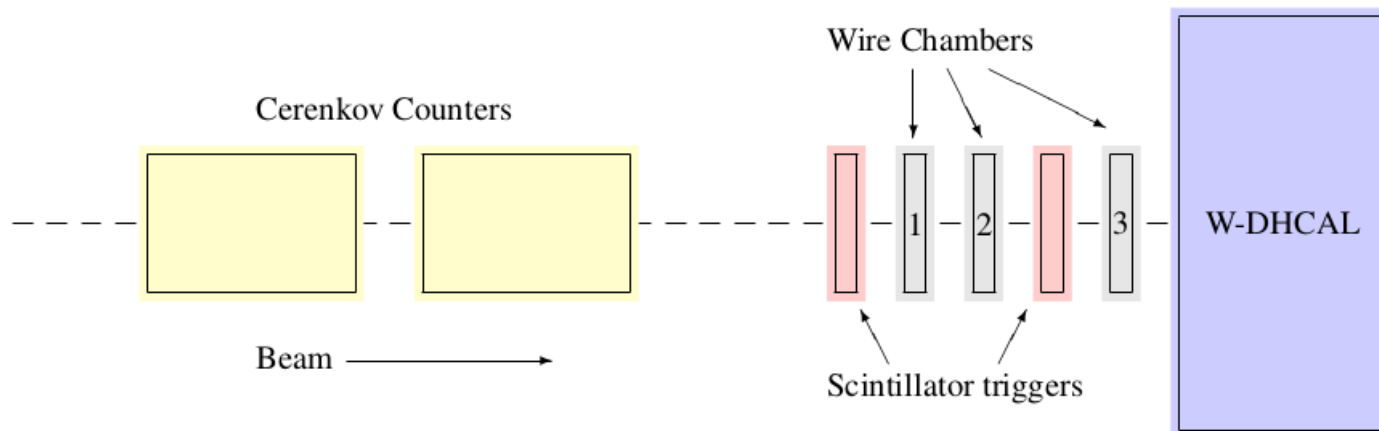 Wire Chambers
Cerenkov Counters
1
2
3
W-DHCAL
Beam
Scintillator triggers